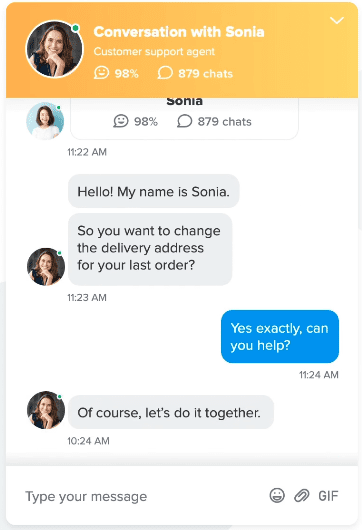 Conversation with Sonia
Customer support agent
98% 879 chats
Sonia
98% 879 chats
11:22 AM
Hello! My name is Sonia.
So you want to change
the delivery address
for your last order?
11:23 AM
Yes exactly, can
you help?
11:24 AM
Of course, let's do it together.
10:24 AM
Type your message
GIF